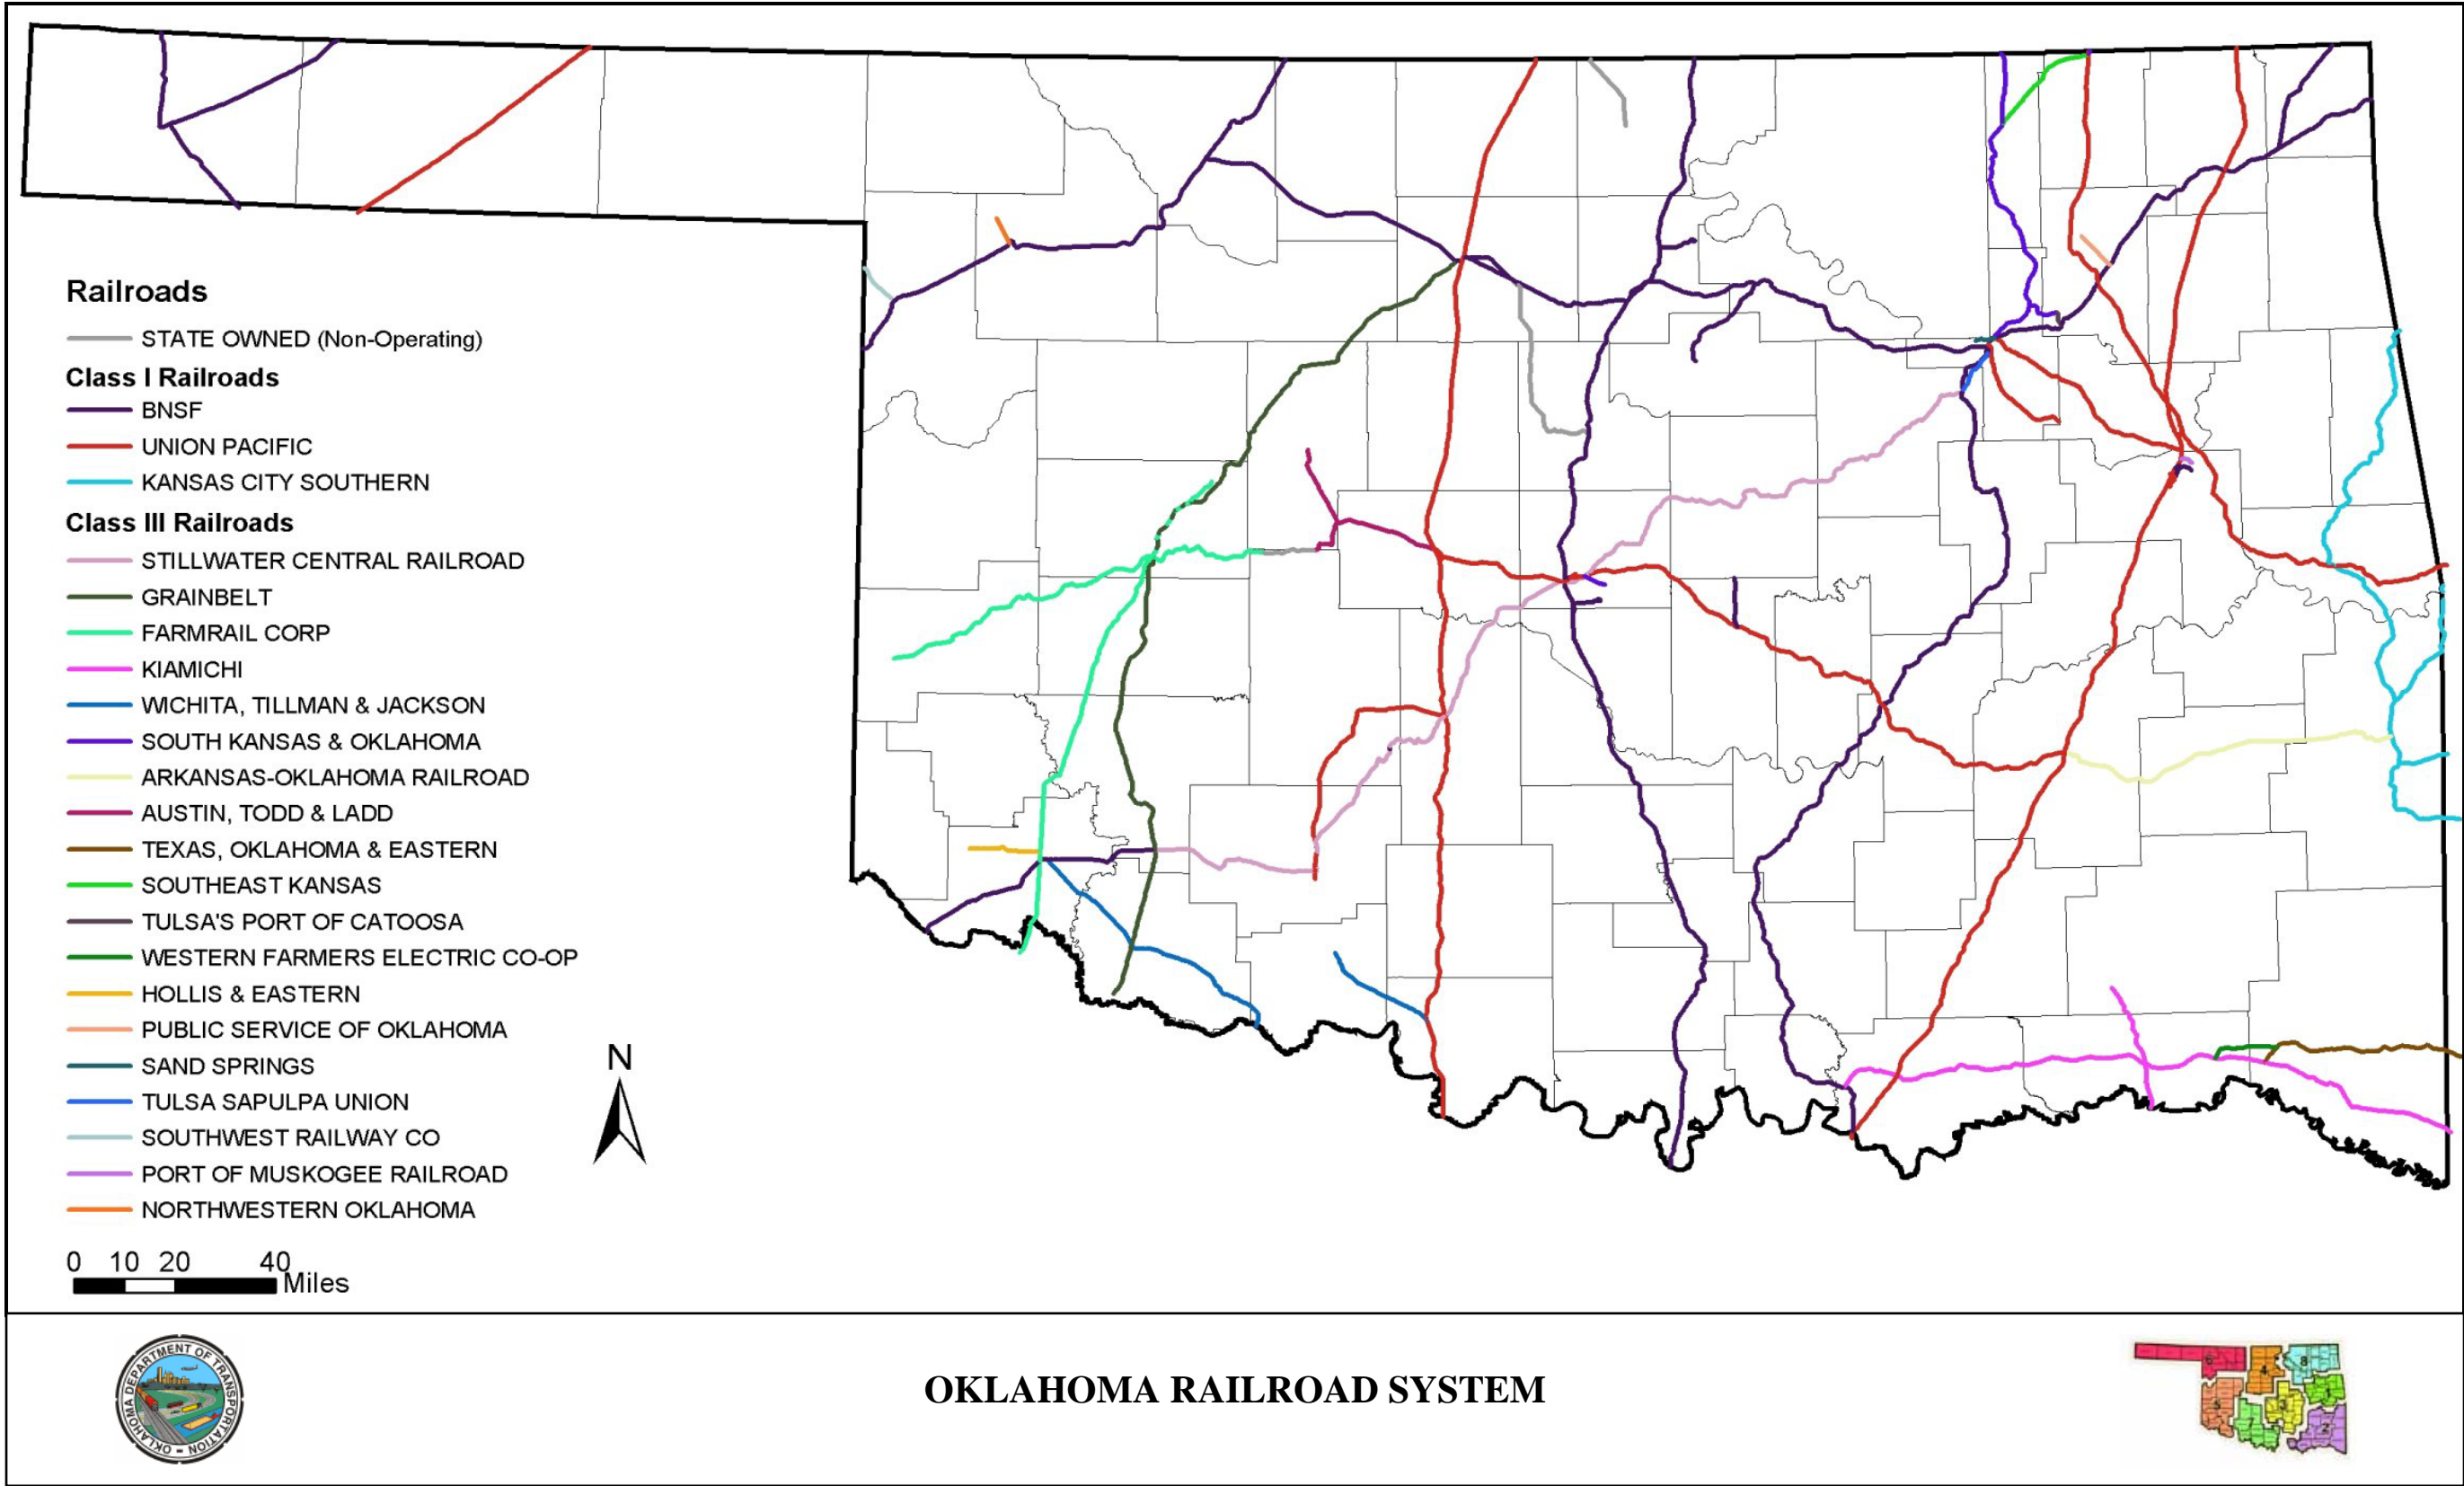 Railroads
STATE OWNED (Non-Operating)
Class I Railroads
BNSF
UNION PACIFIC
KANSAS CITY SOUTHERN
Class III Railroads
STILLWATER CENTRAL RAILROAD
GRAINBELT
FARMRAIL CORP
KIAMICHI
WICHITA, TILLMAN & JACKSON
SOUTH KANSAS & OKLAHOMA
ARKANSAS-OKLAHOMA RAILROAD
AUSTIN, TODD & LADD
TEXAS, OKLAHOMA & EASTERN
SOUTHEAST KANSAS
TULSA'S PORT OF CATOOSA
WESTERN FARMERS ELECTRIC CO-OP
HOLLIS & EASTERN
PUBLIC SERVICE OF OKLAHOMA
SAND SPRINGS
TULSA SAPULPA UNION
SOUTHWEST RAILWAY CO
PORT OF MUSKOGEE RAILROAD
NORTHWESTERN OKLAHOMA
N
0 10 20 40
Miles
OKLAHOMA DEPARTMENT OF TRANSPORTATION
OKLAHOMA RAILROAD SYSTEM